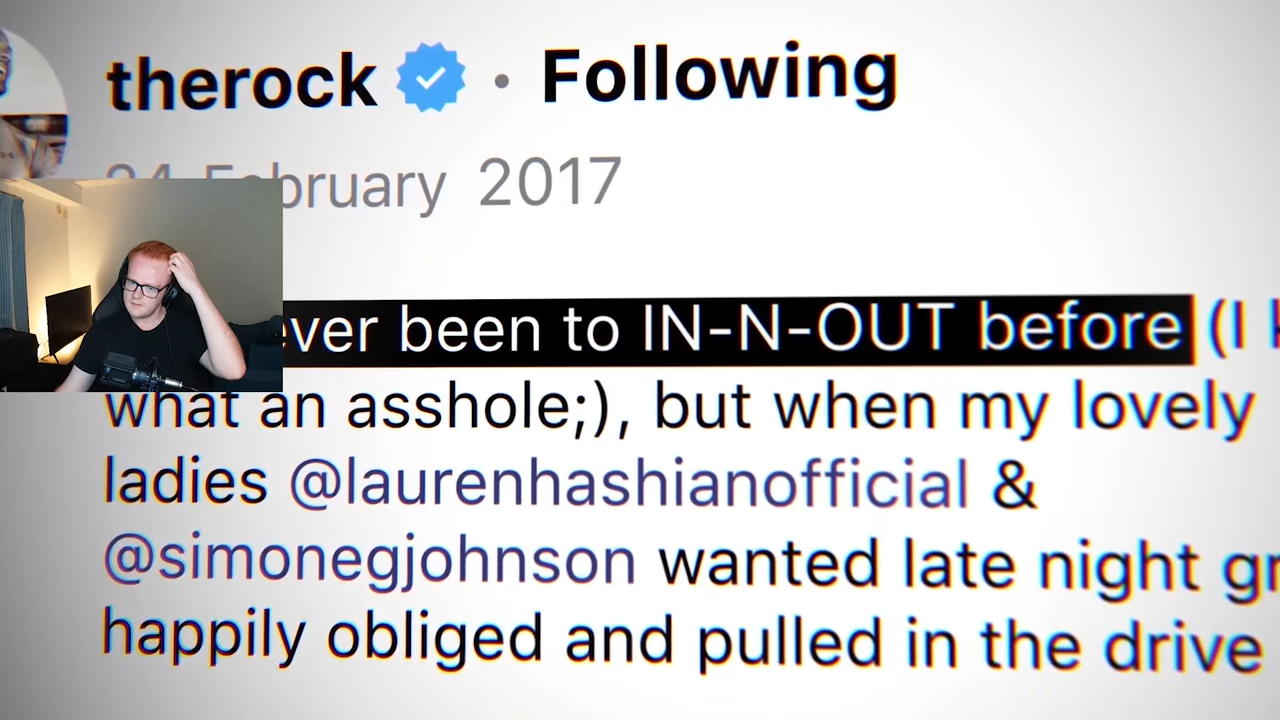 therock • Following
February 2017
ever been to IN-N-OUT before (I
what an asshole;), but when my lovely
ladies @laurenhashianofficial &
@simonegjohnson wanted late night
happily obliged and pulled in the drive